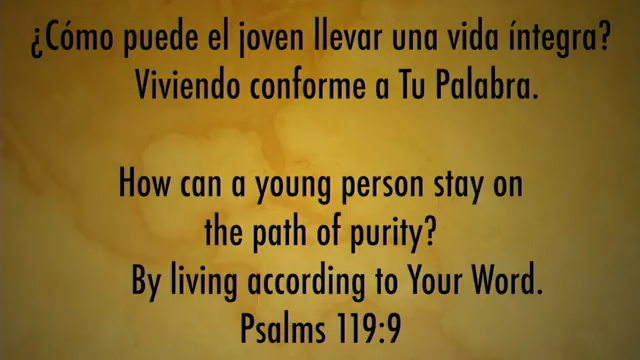 ¿Cómo puede el joven llevar una vida íntegra?
Viviendo conforme a Tu Palabra.
How can a young person stay on
the path of purity?
By living according to Your Word.
Psalms 119:9